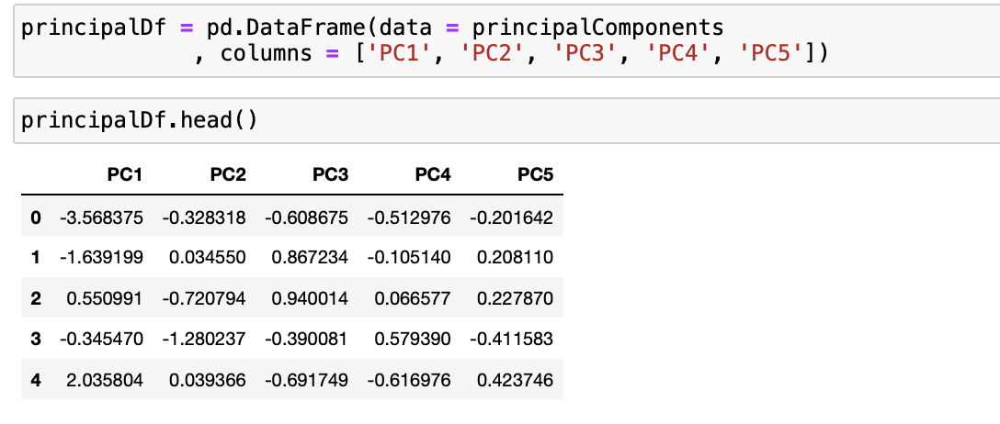 principalDf = pd.DataFrame(data = principalComponents
, columns = ['PC1', 'PC2', 'PC3', 'PC4', 'PC5'])
principalDf.head()
PC1 PC2 PC3 PC4 PC5
0 -3.568375 -0.328318 -0.608675 -0.512976 -0.201642
1 -1.639199 0.034550 0.867234 -0.105140 0.208110
2 0.550991 -0.720794 0.940014 0.066577 0.227870
3 -0.345470 -1.280237 -0.390081 0.579390 -0.411583
4 2.035804 0.039366 -0.691749 -0.616976 0.423746